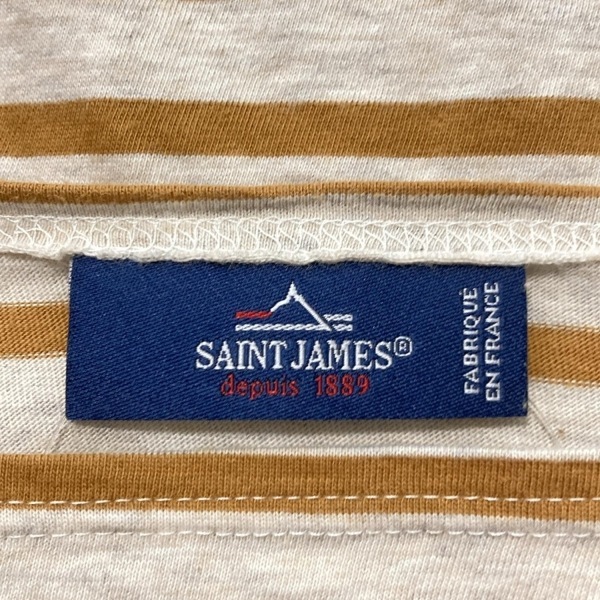 SAINT JAMES®
depuis 1889
FABRIQUÉ
EN FRANCE